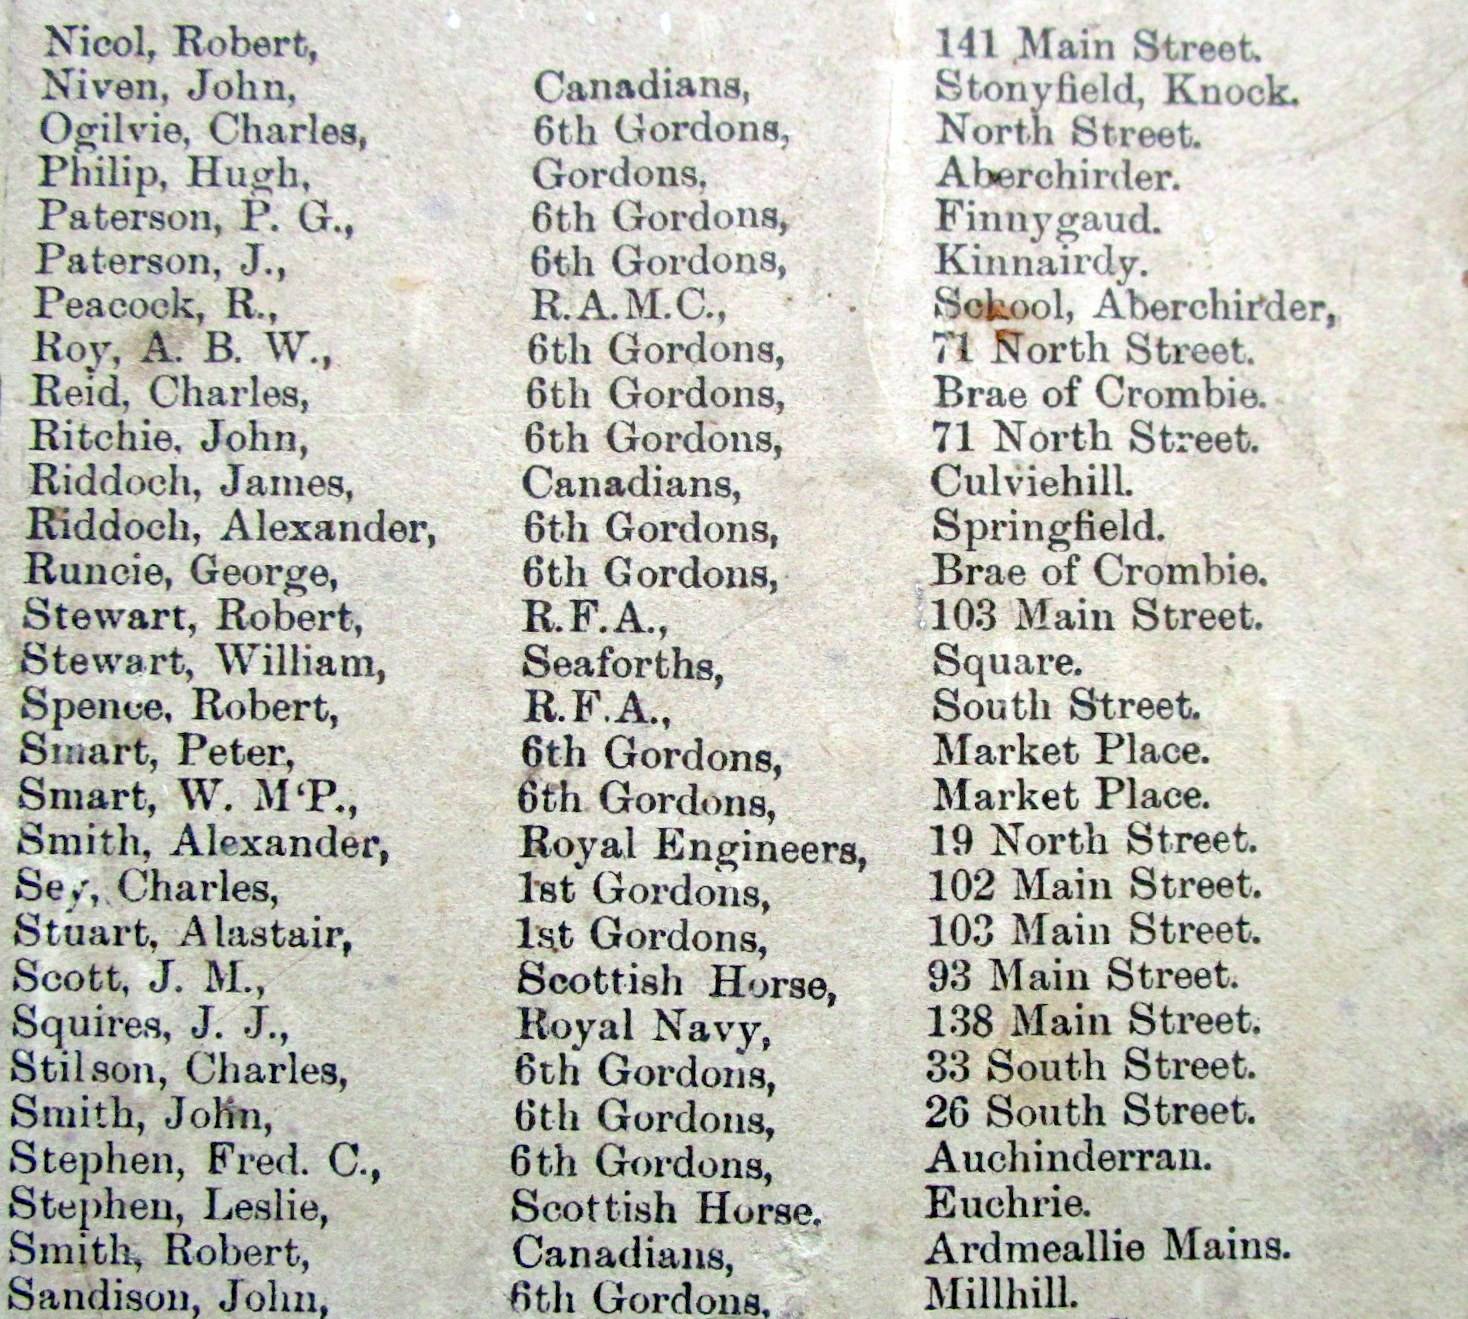 Nicol, Robert, 141 Main Street.
Niven, John, Canadians, Stonyfield, Knock.
Ogilvie, Charles, 6th Gordons, North Street.
Philip, Hugh, Gordons, Aberchirder.
Paterson, P. G., 6th Gordons, Finnygaud.
Paterson, J., 6th Gordons, Kinnairdy.
Peacock, R., R.A.M.C., School, Aberchirder,
Roy, A. B. W., 6th Gordons, 71 North Street.
Reid, Charles, 6th Gordons, Brae of Crombie.
Ritchie, John, 6th Gordons, 71 North Street.
Riddoch, James, Canadians, Culviehill.
Riddoch, Alexander, 6th Gordons, Springfield.
Runcie, George, 6th Gordons, Brae of Crombie.
Stewart, Robert, R.F.A., 103 Main Street.
Stewart, William, Seaforths, Square.
Spence, Robert, R.F.A., South Street.
Smart, Peter, 6th Gordons, Market Place.
Smart, W. M‘P., 6th Gordons, Market Place.
Smith, Alexander, Royal Engineers, 19 North Street.
Sey, Charles, 1st Gordons, 102 Main Street.
Stuart, Alastair, 1st Gordons, 103 Main Street.
Scott, J. M., Scottish Horse, 93 Main Street.
Squires, J. J., Royal Navy, 138 Main Street.
Stilson, Charles, 6th Gordons, 33 South Street.
Smith, John, 6th Gordons, 26 South Street.
Stephen, Fred. C., 6th Gordons, Auchinderran.
Stephen, Leslie, Scottish Horse. Euchrie.
Smith, Robert, Canadians, Ardmeallie Mains.
Sandison, John, 6th Gordons, Millhill.